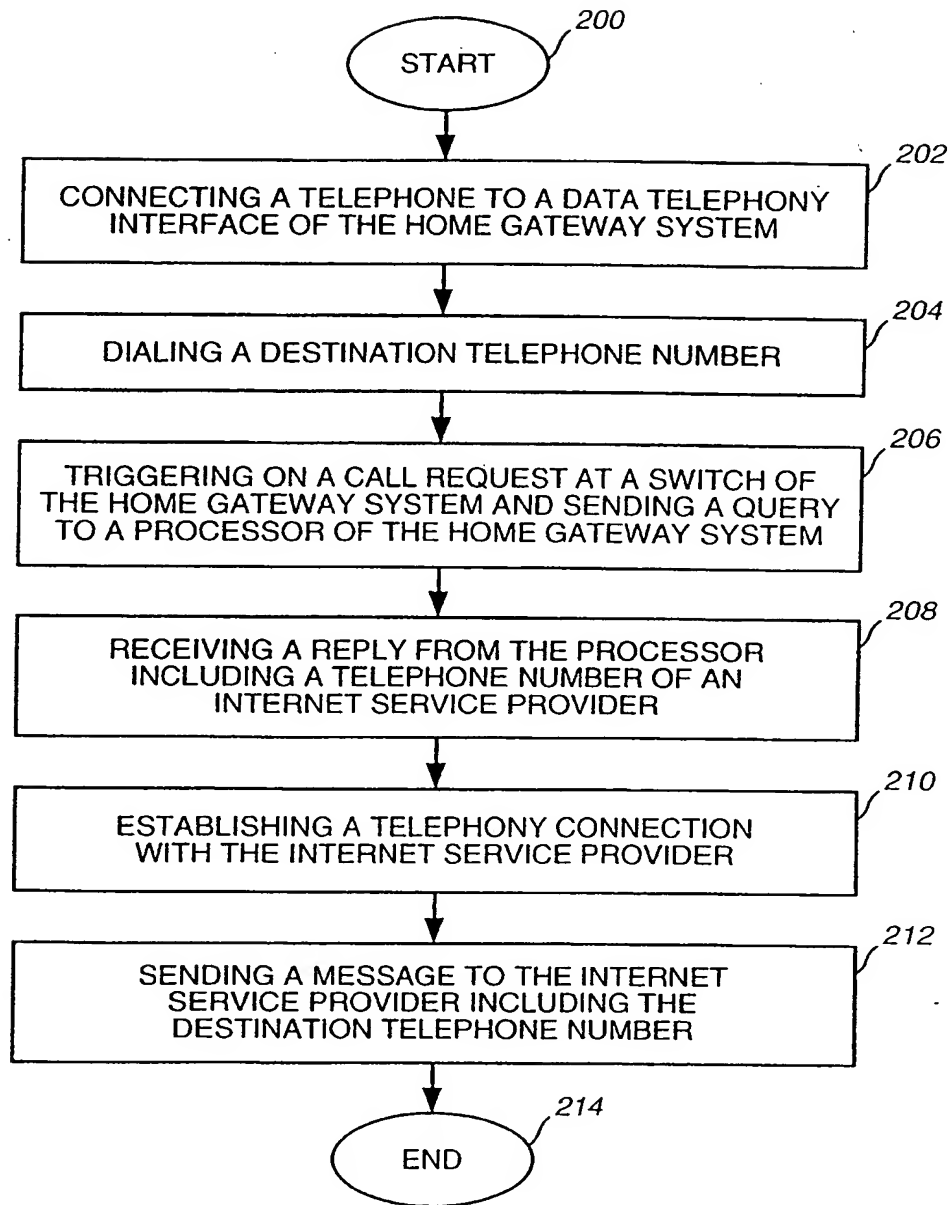 200
START
202
CONNECTING A TELEPHONE TO A DATA TELEPHONY
INTERFACE OF THE HOME GATEWAY SYSTEM
204
DIALING A DESTINATION TELEPHONE NUMBER
206
TRIGGERING ON A CALL REQUEST AT A SWITCH OF
THE HOME GATEWAY SYSTEM AND SENDING A QUERY
TO A PROCESSOR OF THE HOME GATEWAY SYSTEM
208
RECEIVING A REPLY FROM THE PROCESSOR
INCLUDING A TELEPHONE NUMBER OF AN
INTERNET SERVICE PROVIDER
210
ESTABLISHING A TELEPHONY CONNECTION
WITH THE INTERNET SERVICE PROVIDER
212
SENDING A MESSAGE TO THE INTERNET
SERVICE PROVIDER INCLUDING THE
DESTINATION TELEPHONE NUMBER
214
END